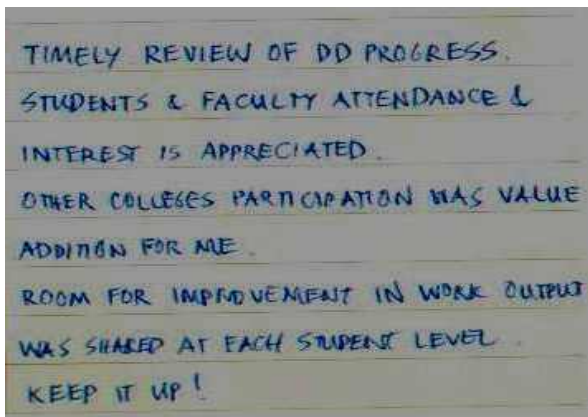 TIMELY REVIEW OF DD PROGRESS.
STUDENTS & FACULTY ATTENDANCE &
INTEREST IS APPRECIATED.
OTHER COLLEGES PARTICIPATION WAS VALUE
ADDITION FOR ME.
ROOM FOR IMPROVEMENT IN WORK OUTPUT
WAS SHARED AT EACH STUDENT LEVEL.
KEEP IT UP!